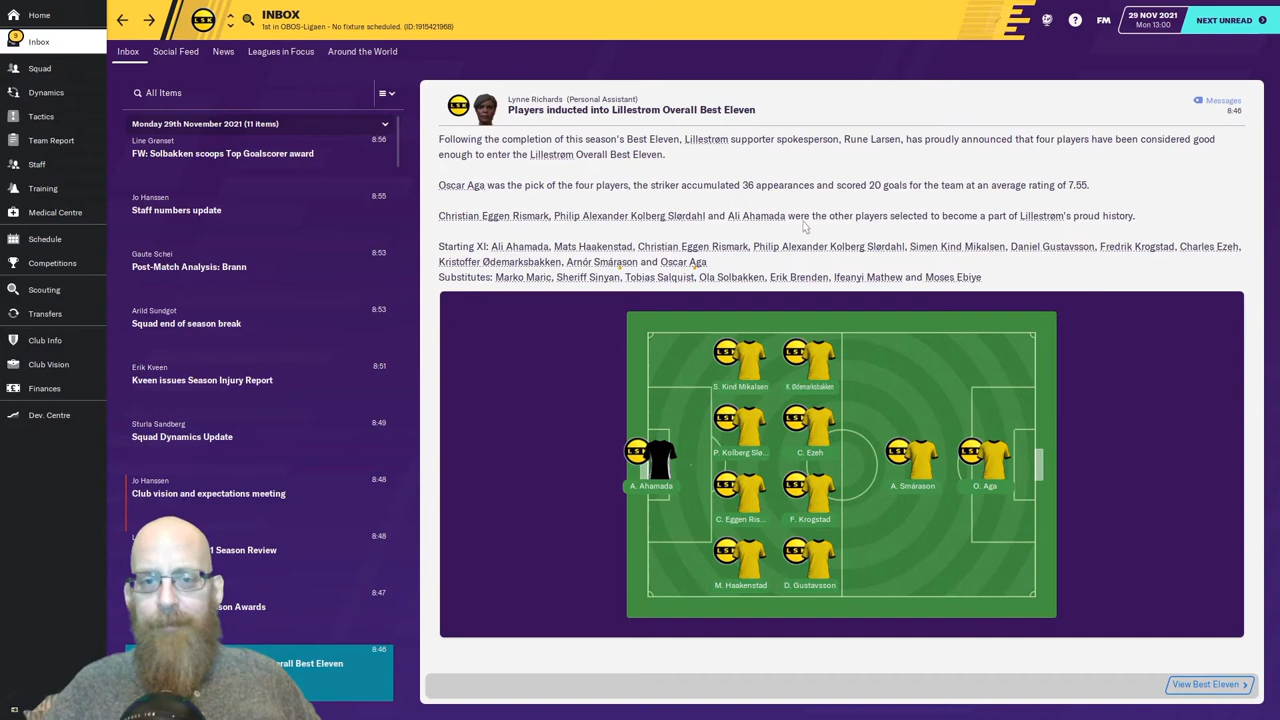 Home
3
Inbox
Squad
Dynamics
Tactics
Team Report
Staff
Training
Medical Centre
Schedule
Competitions
Scouting
Transfers
Club Info
Club Vision
Finances
Dev. Centre
LSK
INBOX
1st in OBOS-Ligaen - No fixture scheduled. (ID:1915421968)
?
FM
29 NOV 2021
Mon 13:00
NEXT UNREAD
Inbox
Social Feed
News
Leagues in Focus
Around the World
All Items
Monday 29th November 2021 (11 items)
Line Grønset
8:56
FW: Solbakken scoops Top Goalscorer award
Jo Hanssen
8:55
Staff numbers update
Gaute Schei
8:53
Post-Match Analysis: Brann
Arild Sundgot
8:53
Squad end of season break
Erik Kveen
8:51
Kveen issues Season Injury Report
Sturla Sandberg
8:49
Squad Dynamics Update
Jo Hanssen
8:48
Club vision and expectations meeting
8:48
1 Season Review
8:47
son Awards
8:46
erall Best Eleven
LSK
Lynne Richards (Personal Assistant)
Players inducted into Lillestrøm Overall Best Eleven
Messages
8:46
Following the completion of this season's Best Eleven, Lillestrøm supporter spokesperson, Rune Larsen, has proudly announced that four players have been considered good
enough to enter the Lillestrøm Overall Best Eleven.
Oscar Aga was the pick of the four players, the striker accumulated 36 appearances and scored 20 goals for the team at an average rating of 7.55.
Christian Eggen Rismark, Philip Alexander Kolberg Slørdahl and Ali Ahamada were the other players selected to become a part of Lillestrøm's proud history.
Starting XI: Ali Ahamada, Mats Haakenstad, Christian Eggen Rismark, Philip Alexander Kolberg Slørdahl, Simen Kind Mikalsen, Daniel Gustavsson, Fredrik Krogstad, Charles Ezeh,
Kristoffer Ødemarksbakken, Arnór Smárason and Oscar Aga
Substitutes: Marko Maric, Sheriff Sinyan, Tobias Salquist, Ola Solbakken, Erik Brenden, Ifeanyi Mathew and Moses Ebiye
LSK
LSK
S. Kind Mikalsen
K. Ødemarksbakken
LSK
LSK
P. Kolberg Slø...
C. Ezeh
LSK
LSK
LSK
A. Ahamada
A. Smárason
O. Aga
LSK
LSK
C. Eggen Ris...
F. Krogstad
LSK
LSK
M. Haakenstad
D. Gustavsson
View Best Eleven